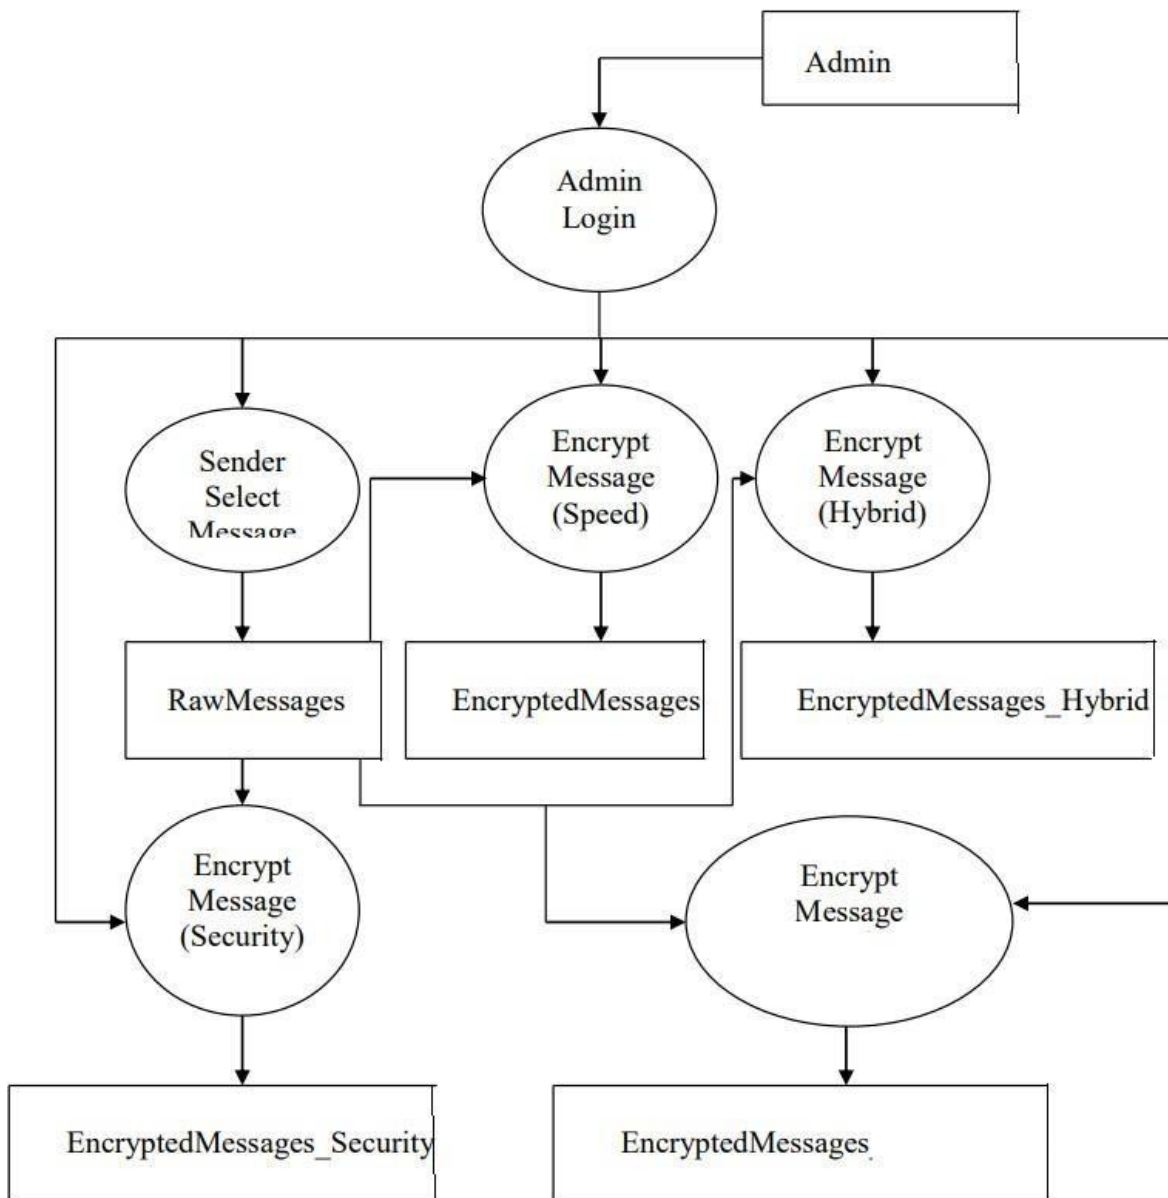 Admin
Admin
Login
Sender
Select
Message
Encrypt
Message
(Speed)
Encrypt
Message
(Hybrid)
RawMessages
EncryptedMessages
EncryptedMessages_Hybrid
Encrypt
Message
(Security)
Encrypt
Message
EncryptedMessages_Security
EncryptedMessages